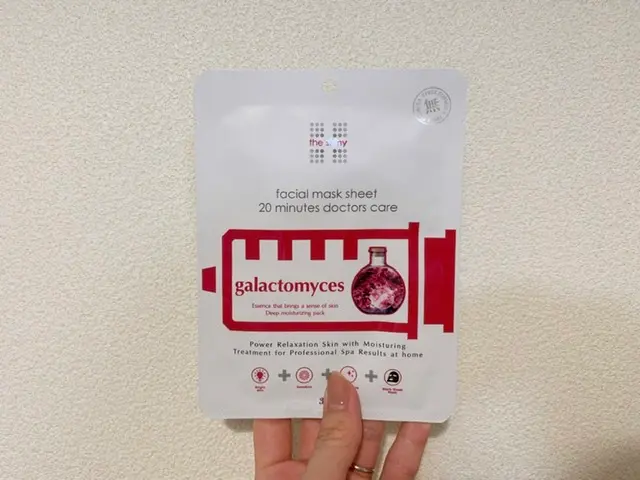 無
facial mask sheet
20 minutes doctors care
galactomyces
Essence that brings a sense of skin
Deep moisturizing pack
Power Relaxation Skin with Moisturing
Treatment for Professional Spa Results at home